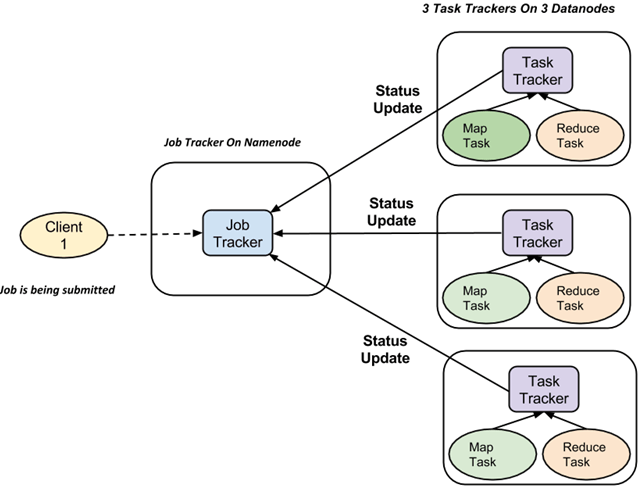 3 Task Trackers On 3 Datanodes
Task
Tracker
Status
Update
Map
Task
Reduce
Task
Job Tracker On Namenode
Client
1
Job
Tracker
Status
Update
Task
Tracker
Map
Task
Reduce
Task
Job is being submitted
Status
Update
Task
Tracker
Map
Task
Reduce
Task